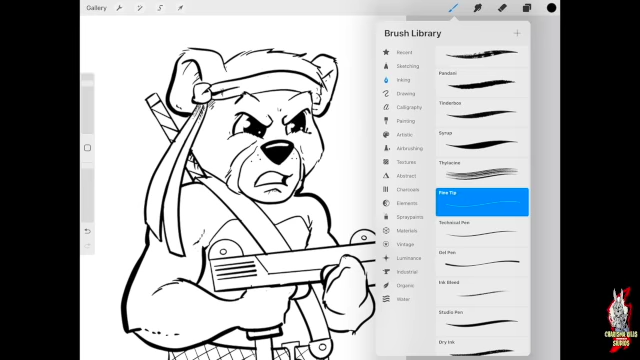 Gallery
Brush Library
Recent
Sketching
Inking
Drawing
Calligraphy
Painting
Artistic
Airbrushing
Textures
Abstract
Charcoals
Elements
Spraypaints
Materials
Vintage
Luminance
Industrial
Organic
Water
Pandani
Tinderbox
Syrup
Thylacine
Fine Tip
Technical Pen
Gel Pen
Ink Bleed
Studio Pen
Dry Ink
STUDIOS